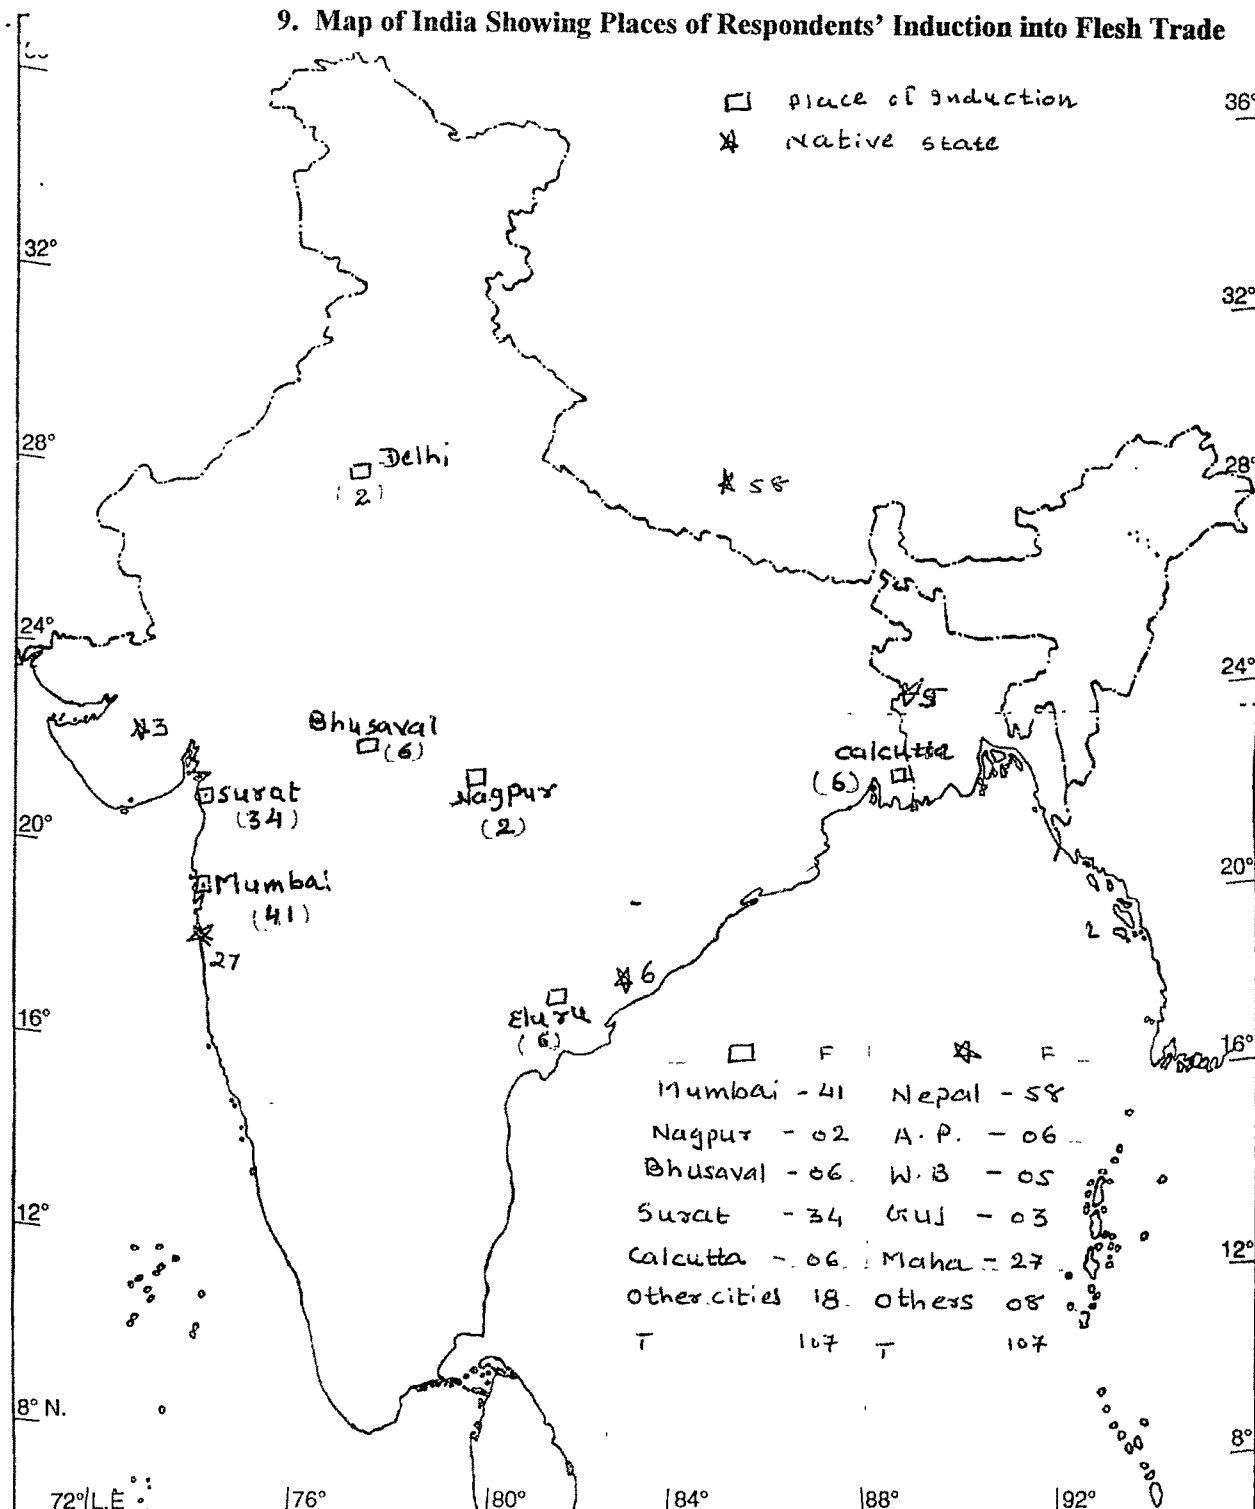 9. Map of India Showing Places of Respondents' Induction into Flesh Trade
place of Induction
Native state
36°
32°
32°
28°
28°
Delhi
(2)
58
24°
24°
5
3
Bhusaval
(6)
Nagpur
(2)
Calcutta
(6)
Surat
(34)
20°
20°
Mumbai
(41)
27
2
6
Eluru
(6)
16°
16°
F F
Mumbai - 41 Nepal - 58
Nagpur - 02 A.P. - 06
Bhusaval - 06 W.B - 05
Surat - 34 Guj - 03
Calcutta - 06 Maha - 27
Other cities 18 Others 08
T 107 T 107
12°
12°
8° N.
8°
72° L.E 76° 80° 84° 88° 92°